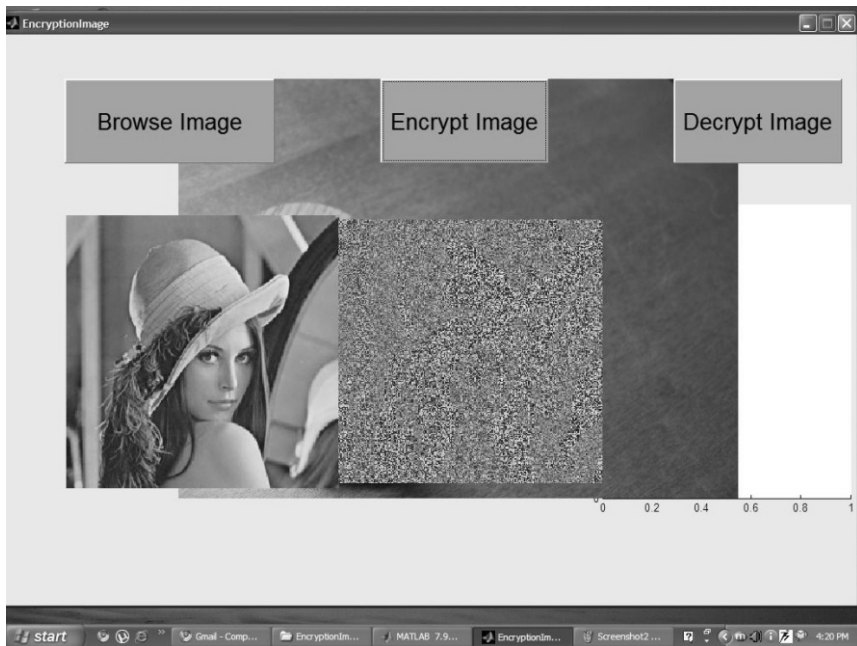 EncryptionImage
Browse Image
Encrypt Image
Decrypt Image
0
0 0.2 0.4 0.6 0.8 1
start
»
Gmail - Comp...
EncryptionIm...
MATLAB 7.9...
EncryptionIm...
Screenshot2 ...
4:20 PM